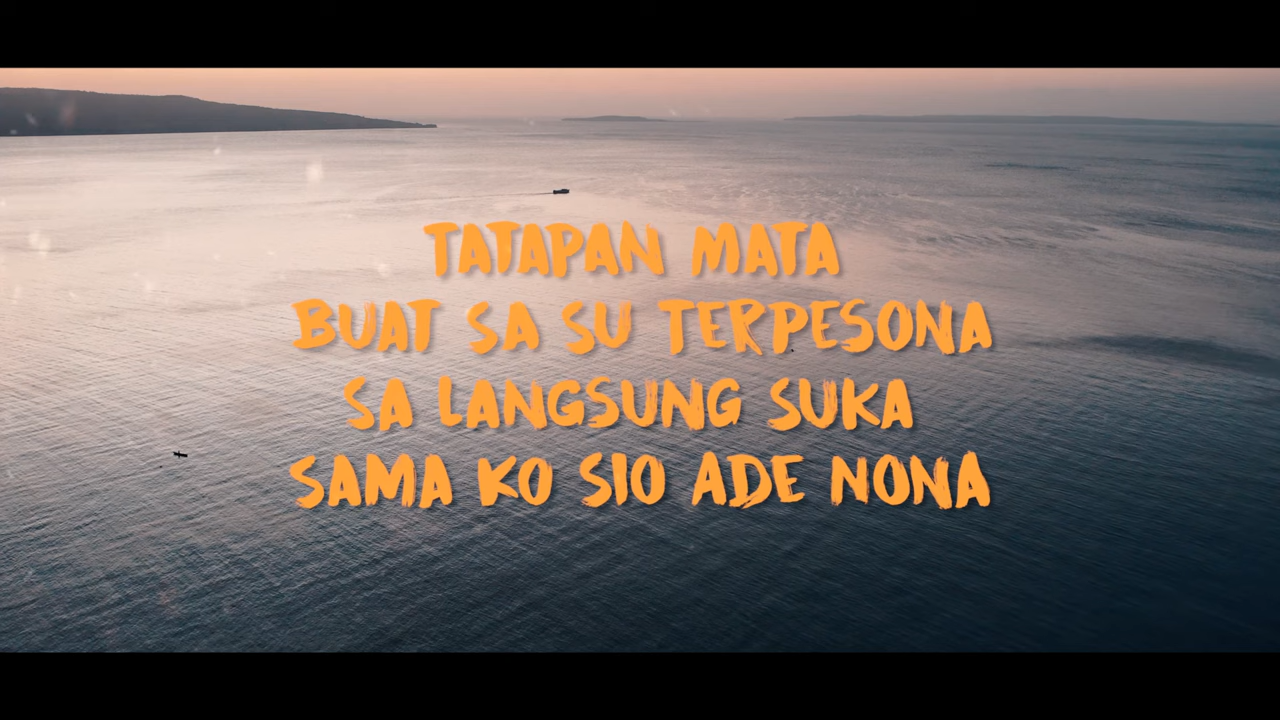 TATAPAN MATA
BUAT SA SU TERPESONA
SA LANGSUNG SUKA
SAMA KO SIO ADE NONA